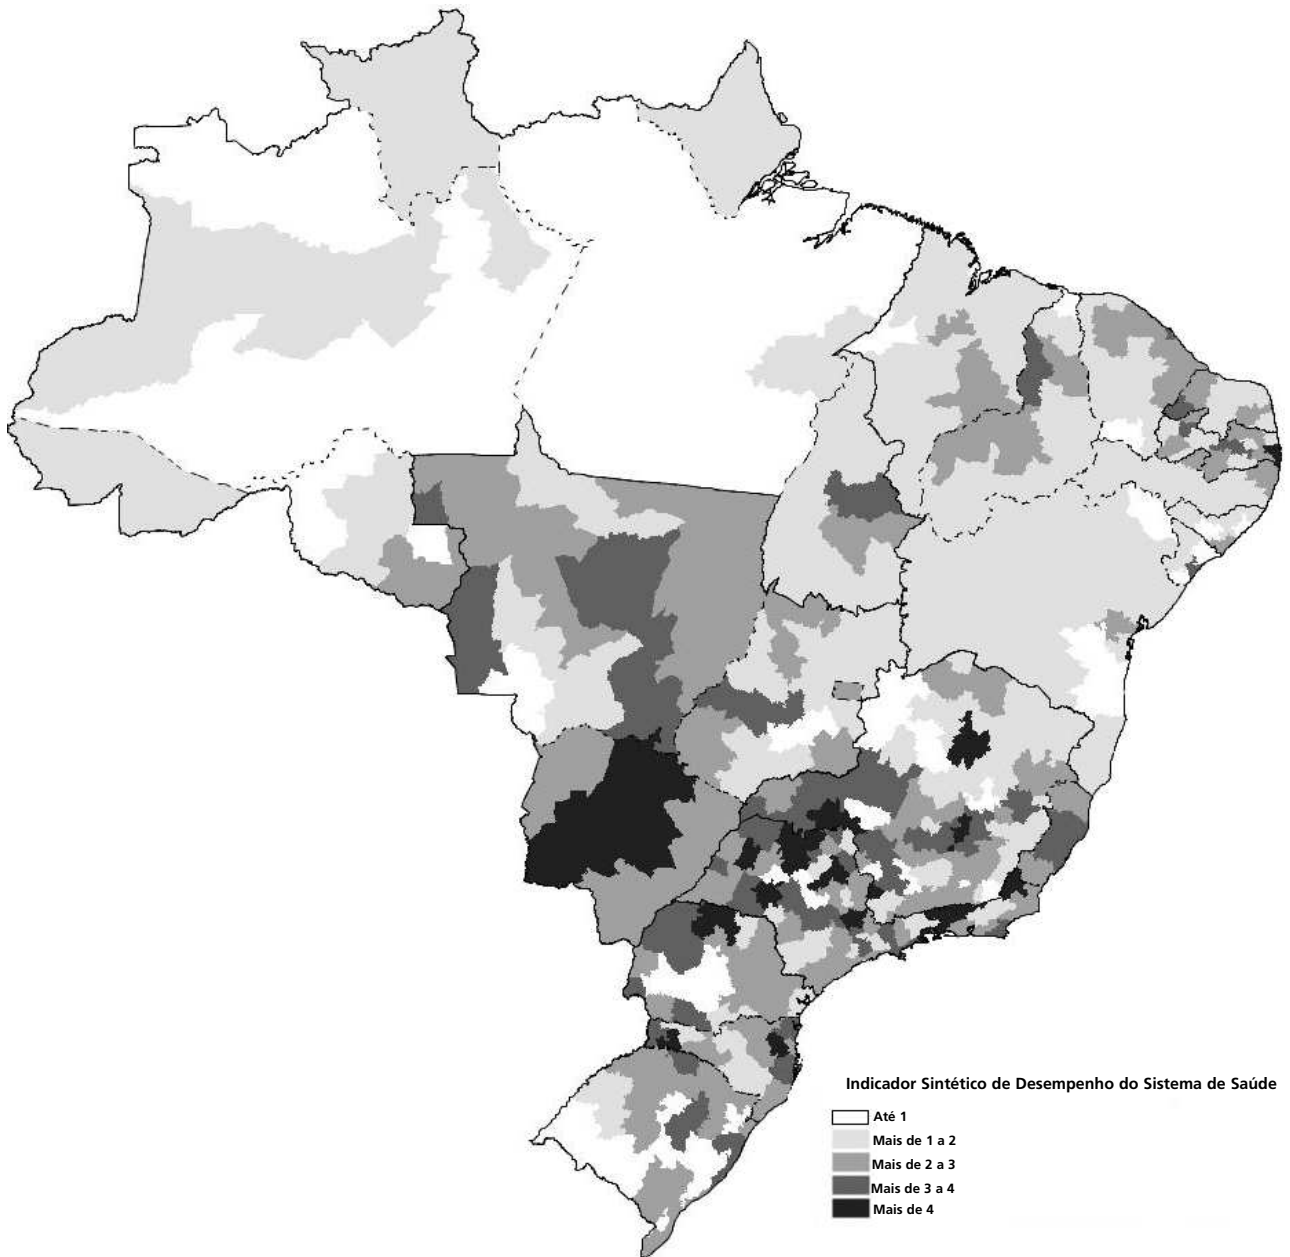 Indicador Sintético de Desempenho do Sistema de Saúde
Até 1
Mais de 1 a 2
Mais de 2 a 3
Mais de 3 a 4
Mais de 4